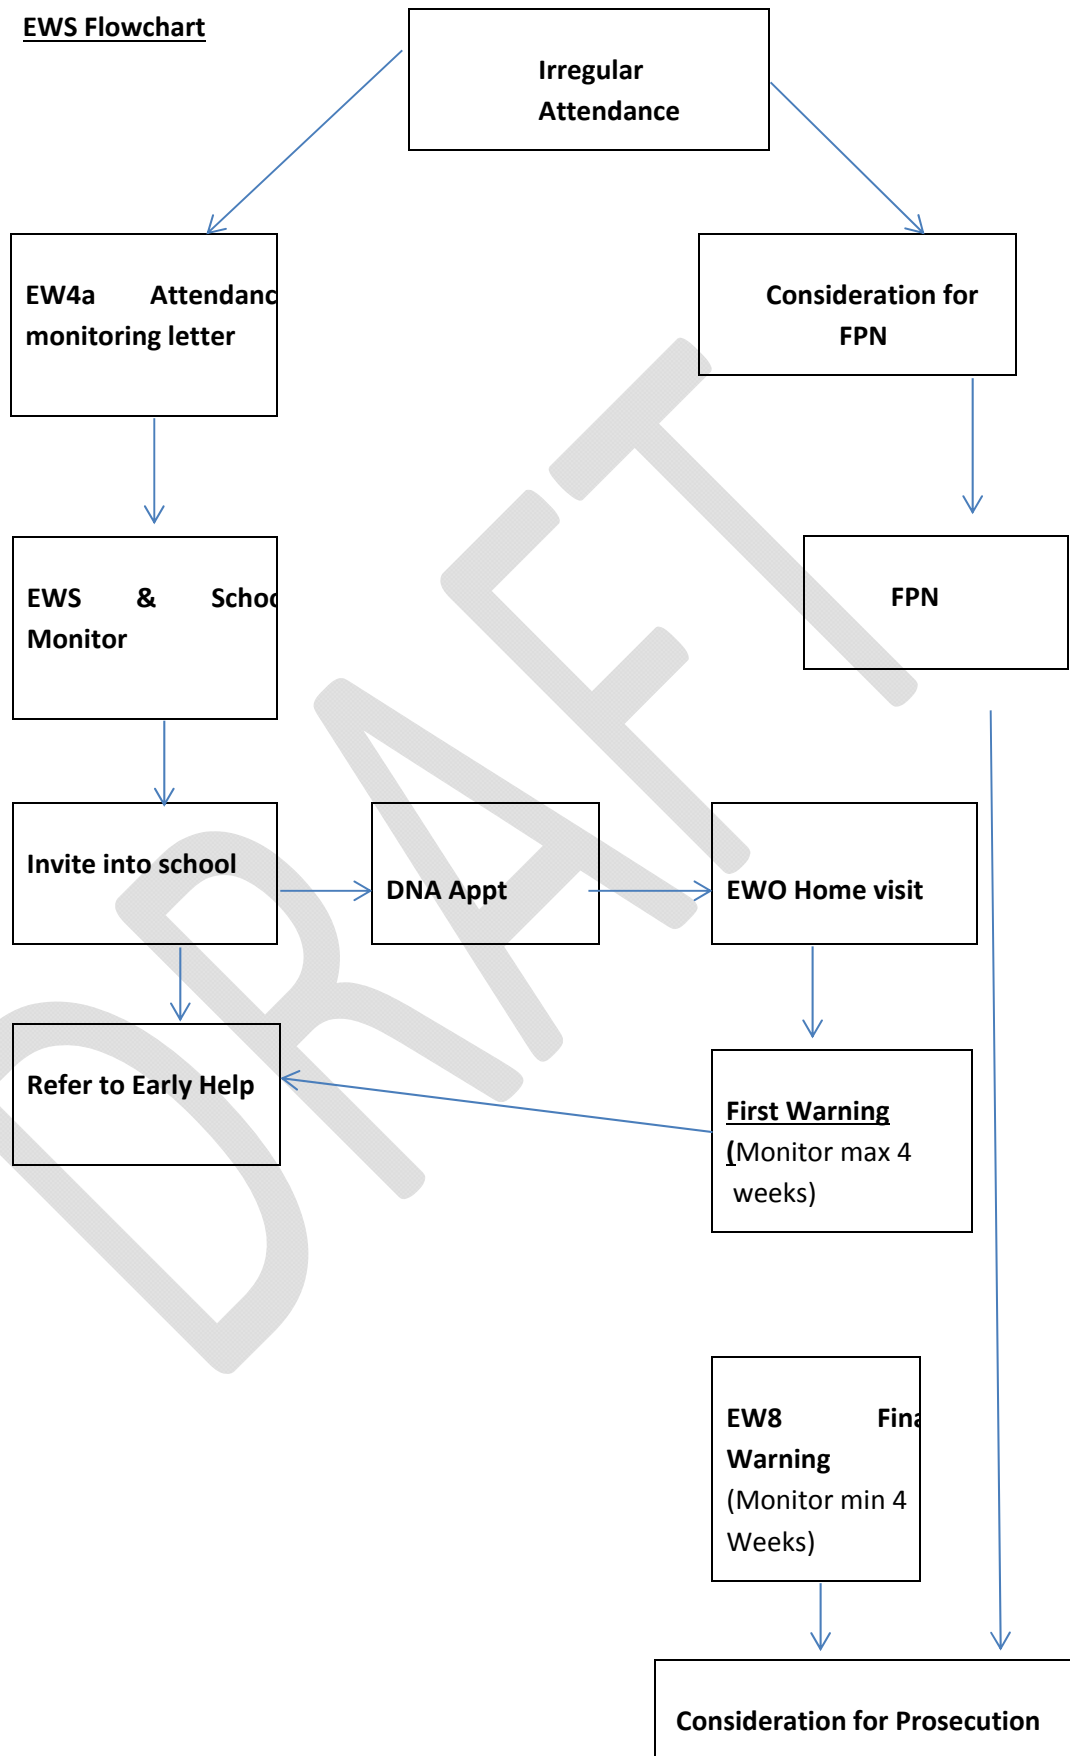 EWS Flowchart
Irregular
Attendance
EW4a Attendanc
monitoring letter
Consideration for
FPN
EWS & Schoo
Monitor
FPN
Invite into school
DNA Appt
EWO Home visit
Refer to Early Help
First Warning
(Monitor max 4
weeks)
EW8 Fina
Warning
(Monitor min 4
Weeks)
Consideration for Prosecution
DRAFT